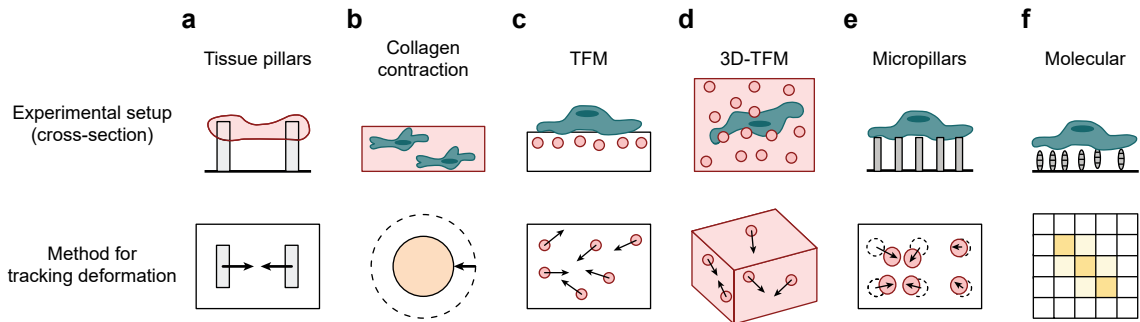 a
b
c
d
e
f
Tissue pillars
Collagen
contraction
TFM
3D-TFM
Micropillars
Molecular
Experimental setup
(cross-section)
Method for
tracking deformation